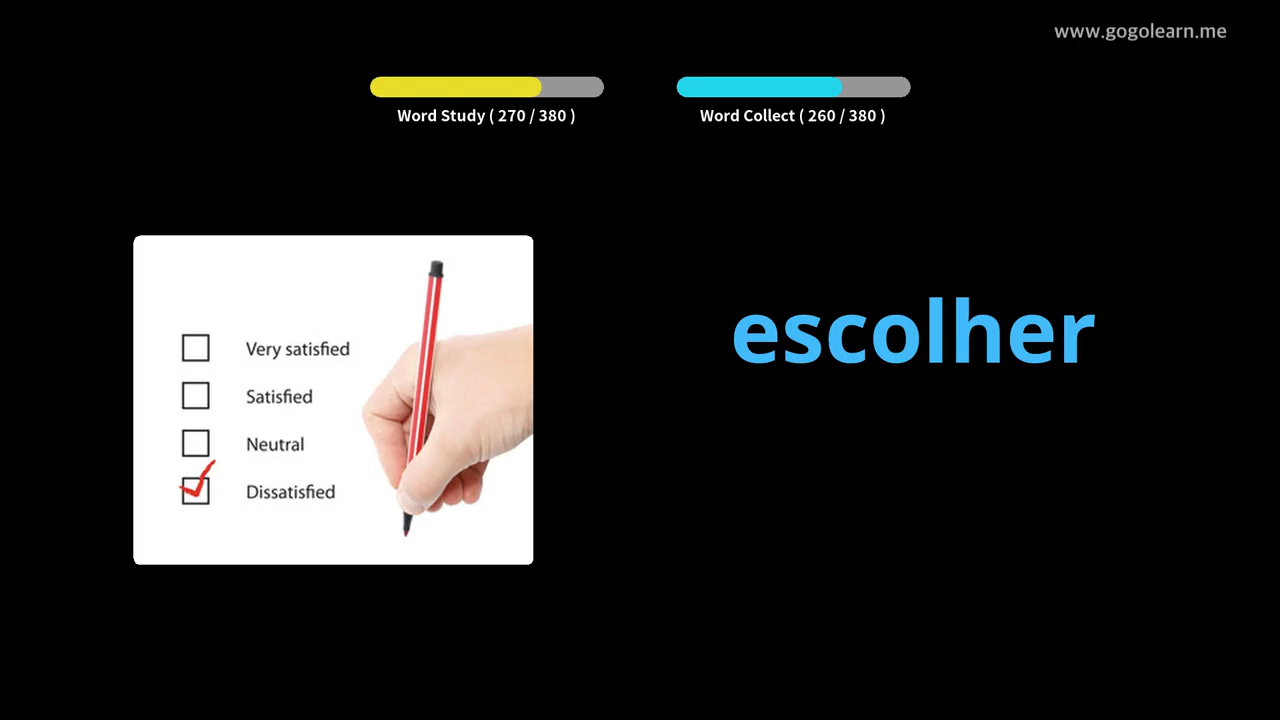 www.gogolearn.me
Word Study ( 270 / 380 )
Word Collect ( 260 / 380 )
Very satisfied
Satisfied
Neutral
Dissatisfied
escolher